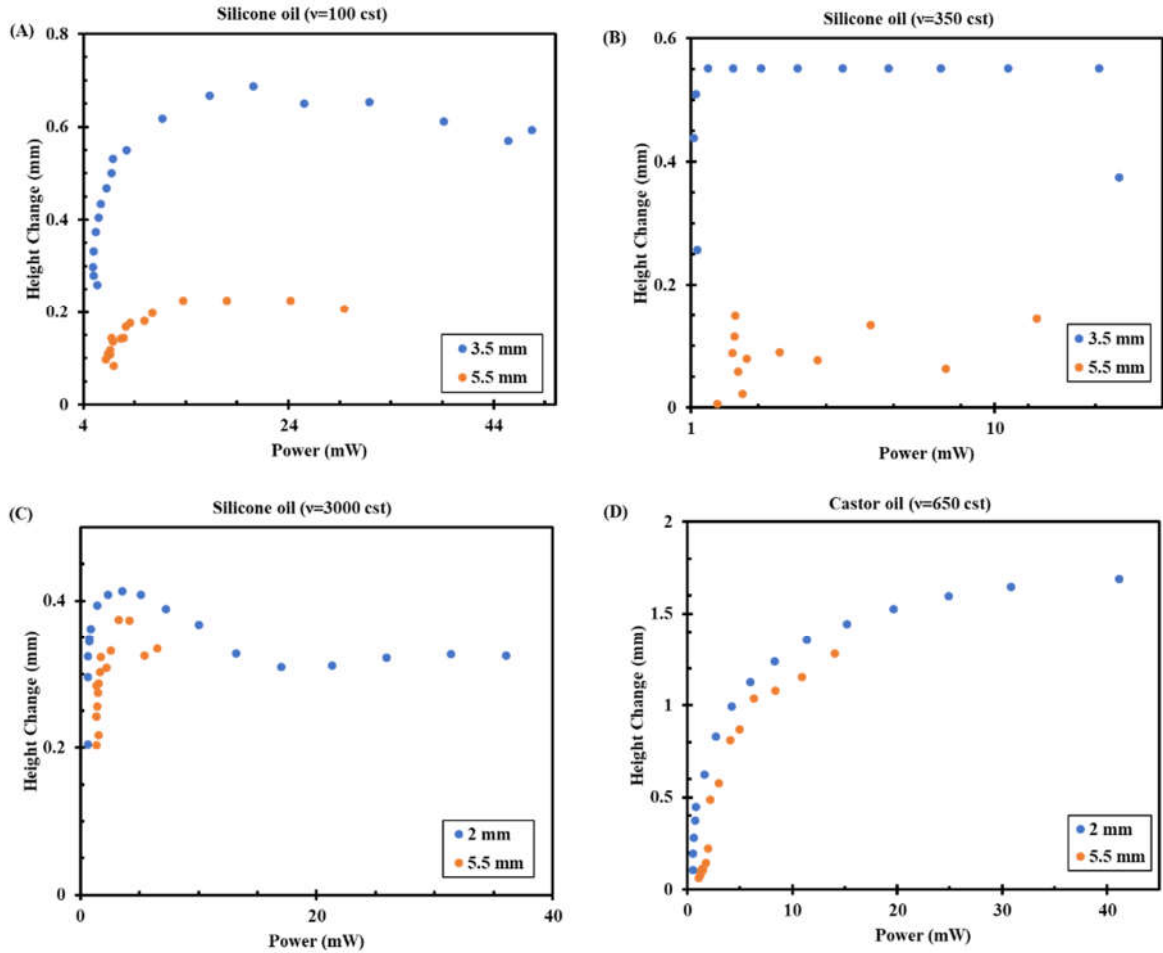 (A)
Silicone oil (ν=100 cst)
0.8
0.6
0.4
0.2
0
Height Change (mm)
3.5 mm
5.5 mm
4
24
44
Power (mW)
(B)
Silicone oil (ν=350 cst)
0.6
0.4
0.2
0
Height Change (mm)
3.5 mm
5.5 mm
1
10
Power (mW)
(C)
Silicone oil (ν=3000 cst)
0.4
0.2
0
Height Change (mm)
2 mm
5.5 mm
0
20
40
Power (mW)
(D)
Castor oil (ν=650 cst)
2
1.5
1
0.5
0
Height Change (mm)
2 mm
5.5 mm
0
10
20
30
40
Power (mW)